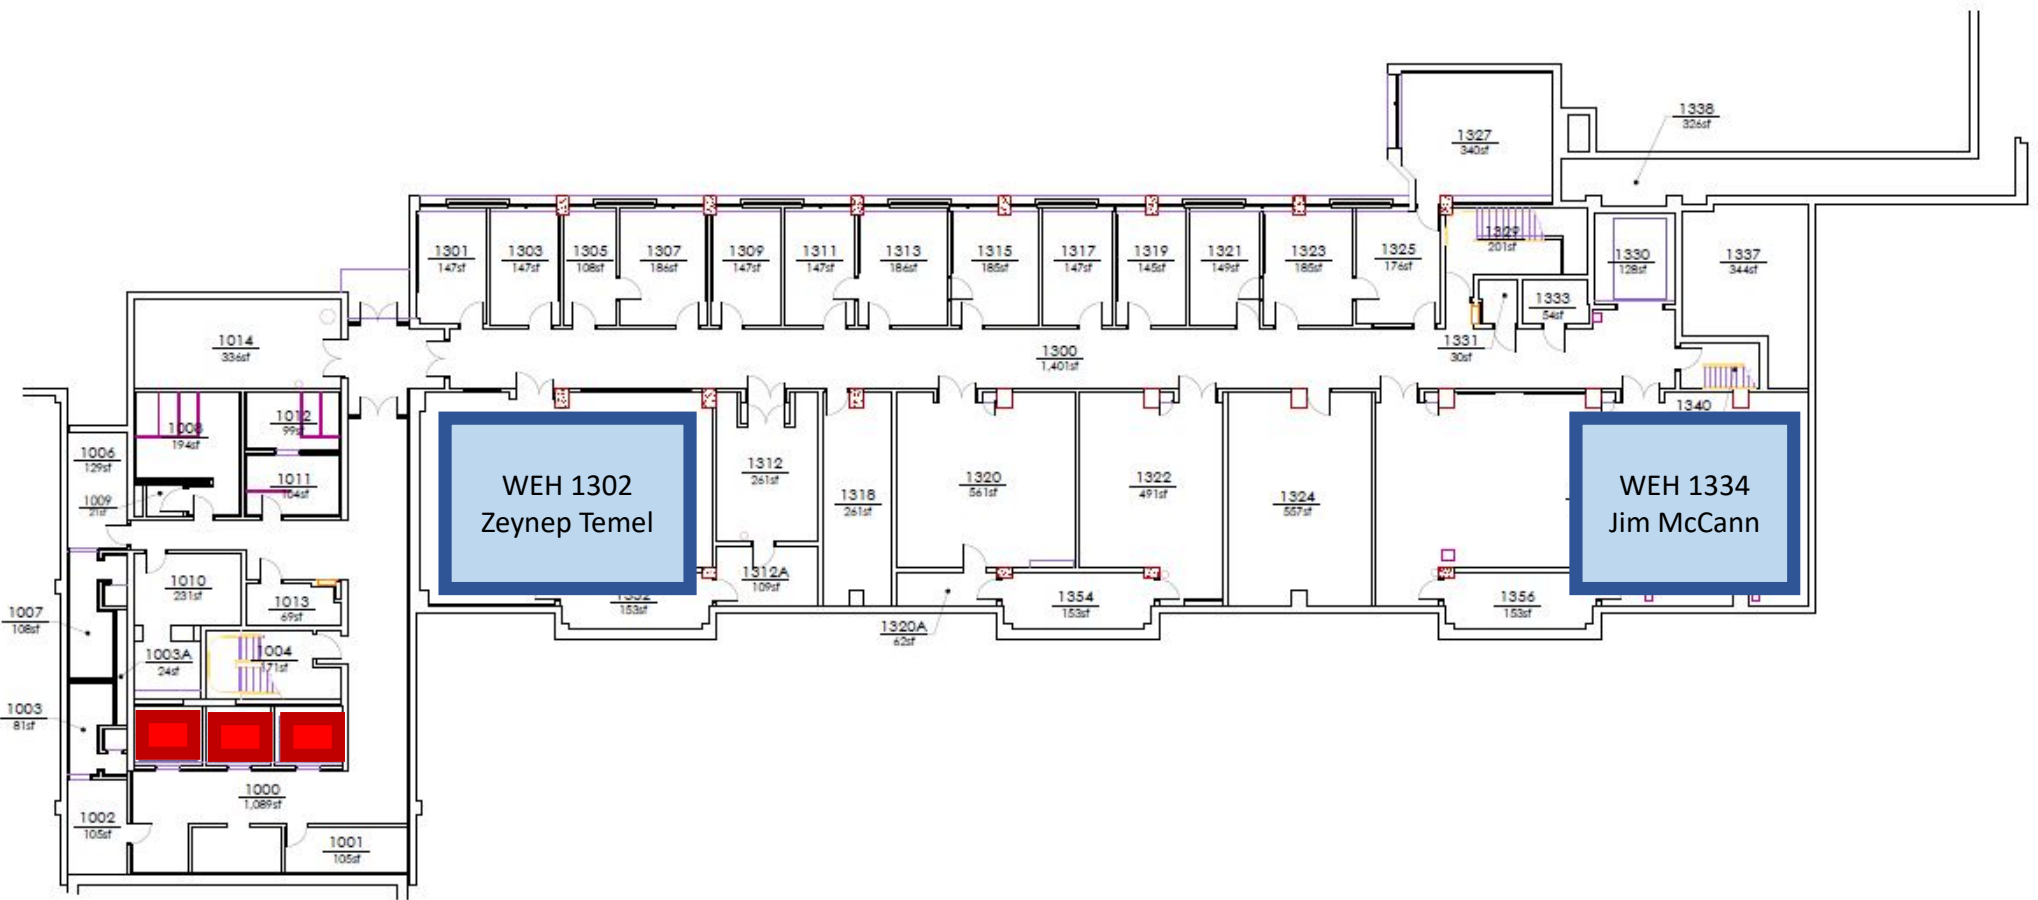 1338
326sf
1327
340sf
1301
147sf
1303
147sf
1305
108sf
1307
186sf
1309
147sf
1311
147sf
1313
186sf
1315
185sf
1317
147sf
1319
145sf
1321
149sf
1323
185sf
1325
176sf
1329
201sf
1330
128sf
1337
344sf
1333
54sf
1331
30sf
1014
336sf
1300
1,401sf
1340
1008
194sf
1012
99sf
1006
129sf
1011
104sf
1009
21sf
WEH 1302
Zeynep Temel
1312
261sf
1318
261sf
1320
561sf
1322
491sf
1324
557sf
WEH 1334
Jim McCann
1010
231sf
1013
69sf
1312A
109sf
153sf
1354
153sf
1356
153sf
1320A
62sf
1007
108sf
1003A
24sf
1004
171sf
1003
81sf
1000
1,089sf
1002
105sf
1001
105sf